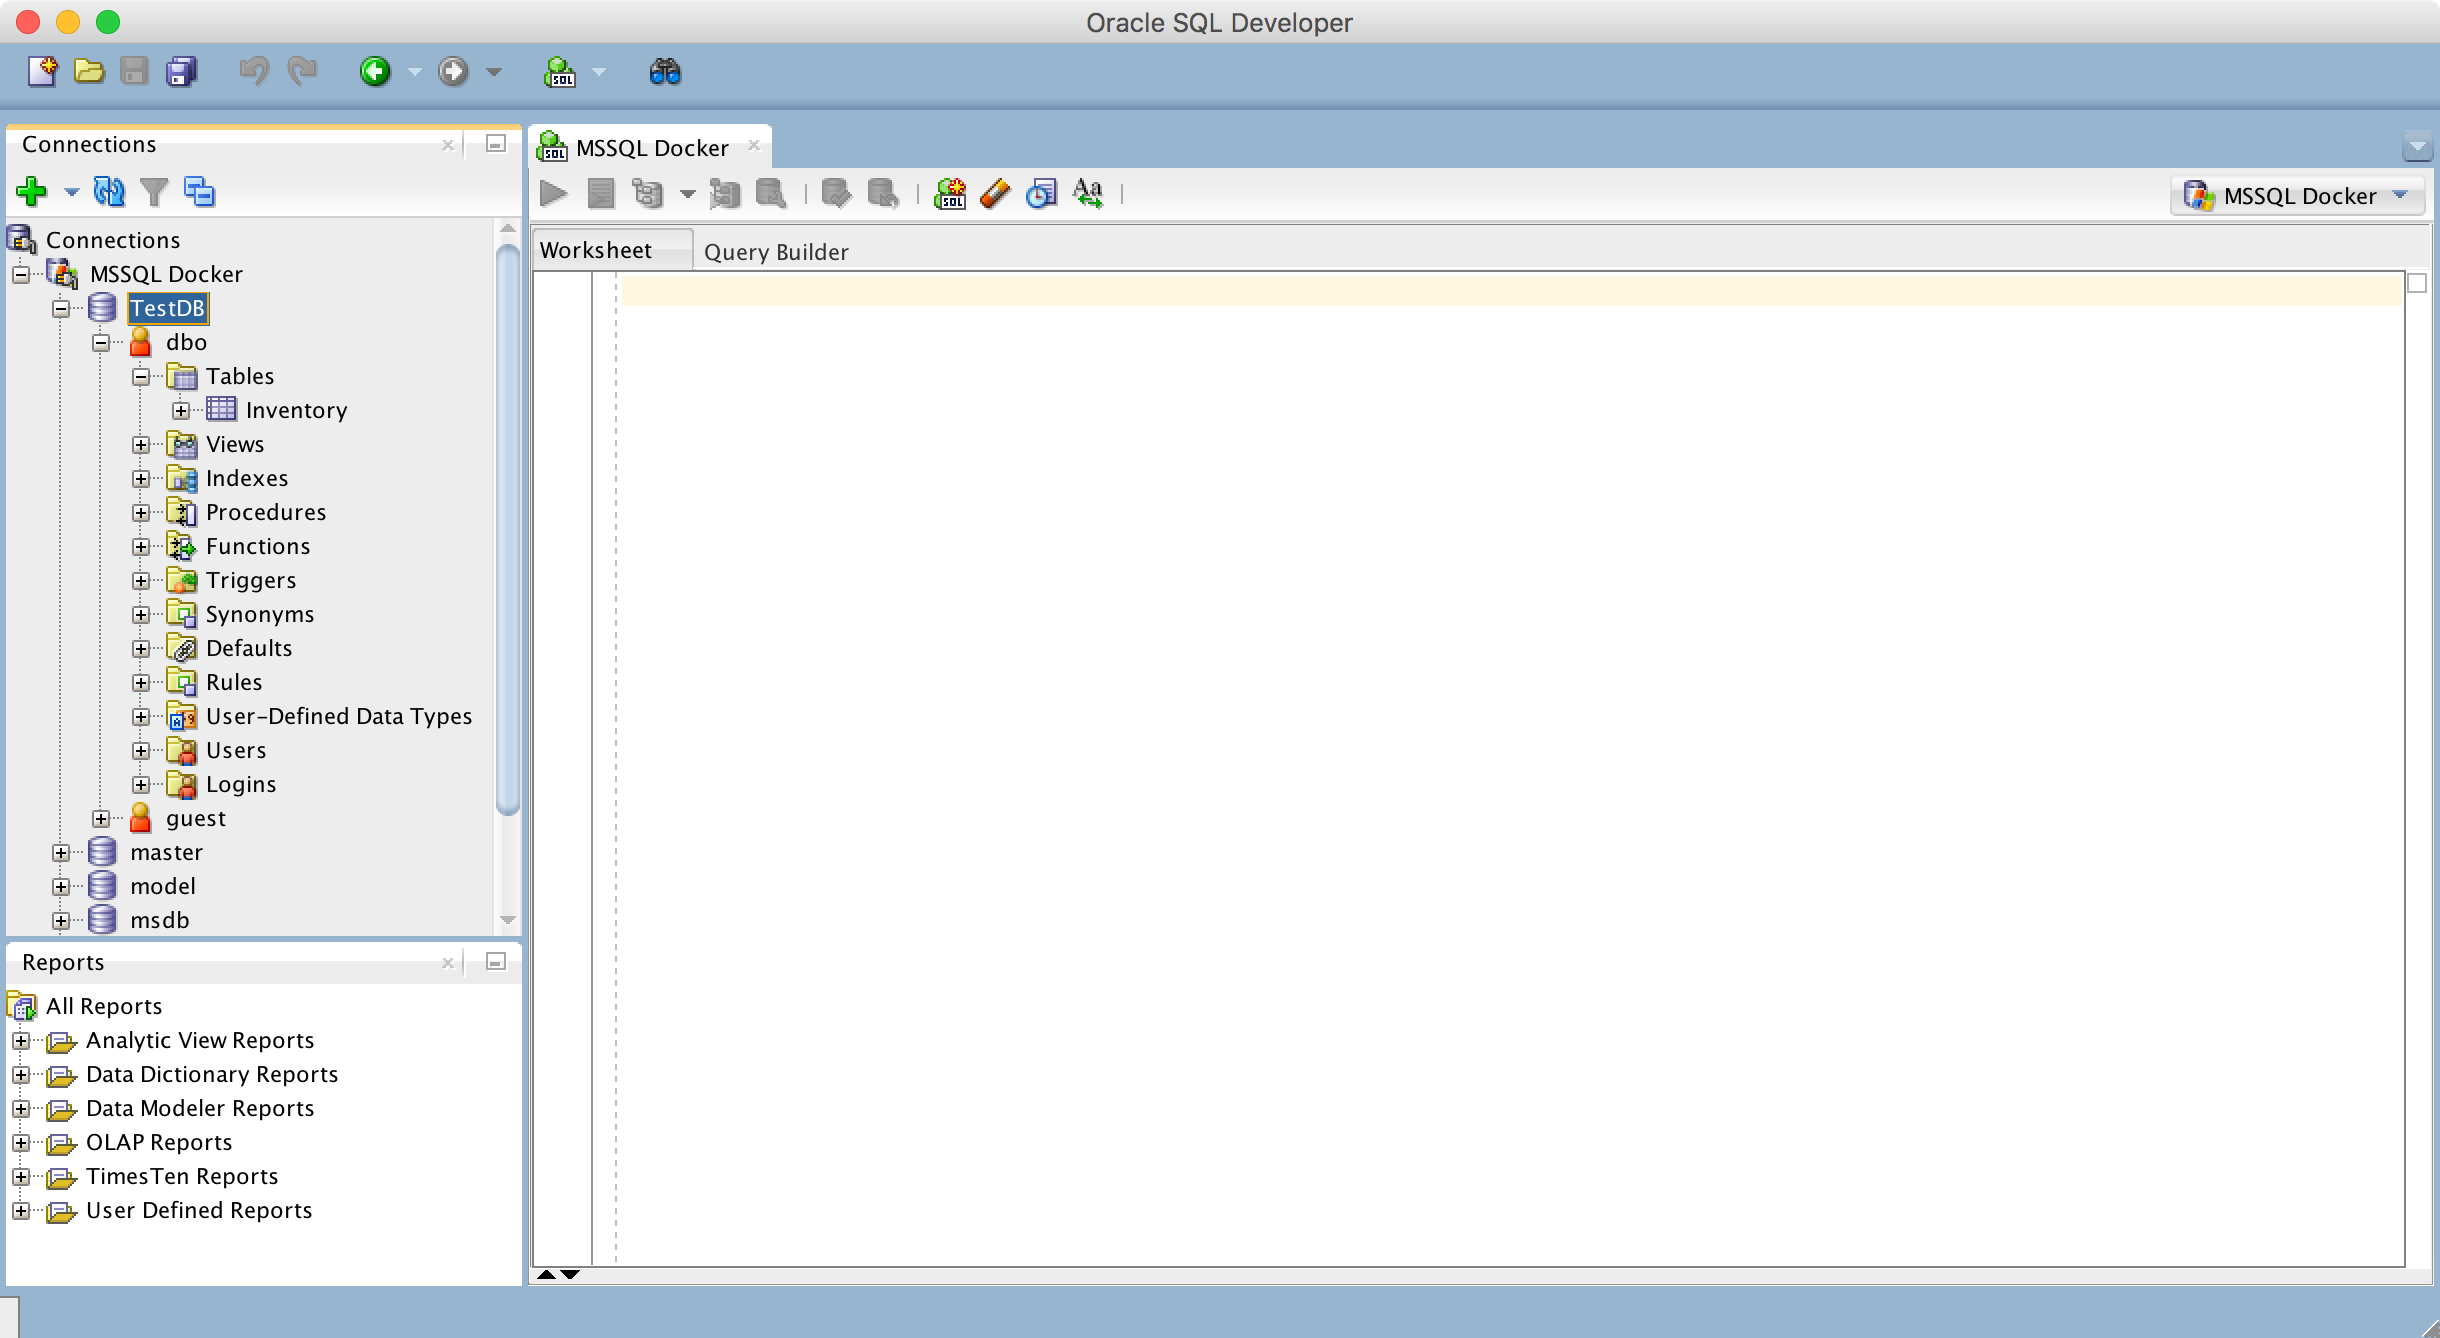 Oracle SQL Developer
Connections
Connections
MSSQL Docker
TestDB
dbo
Tables
Inventory
Views
Indexes
Procedures
Functions
Triggers
Synonyms
Defaults
Rules
User-Defined Data Types
Users
Logins
guest
master
model
msdb
Reports
All Reports
Analytic View Reports
Data Dictionary Reports
Data Modeler Reports
OLAP Reports
TimesTen Reports
User Defined Reports
MSSQL Docker
MSSQL Docker
Worksheet
Query Builder